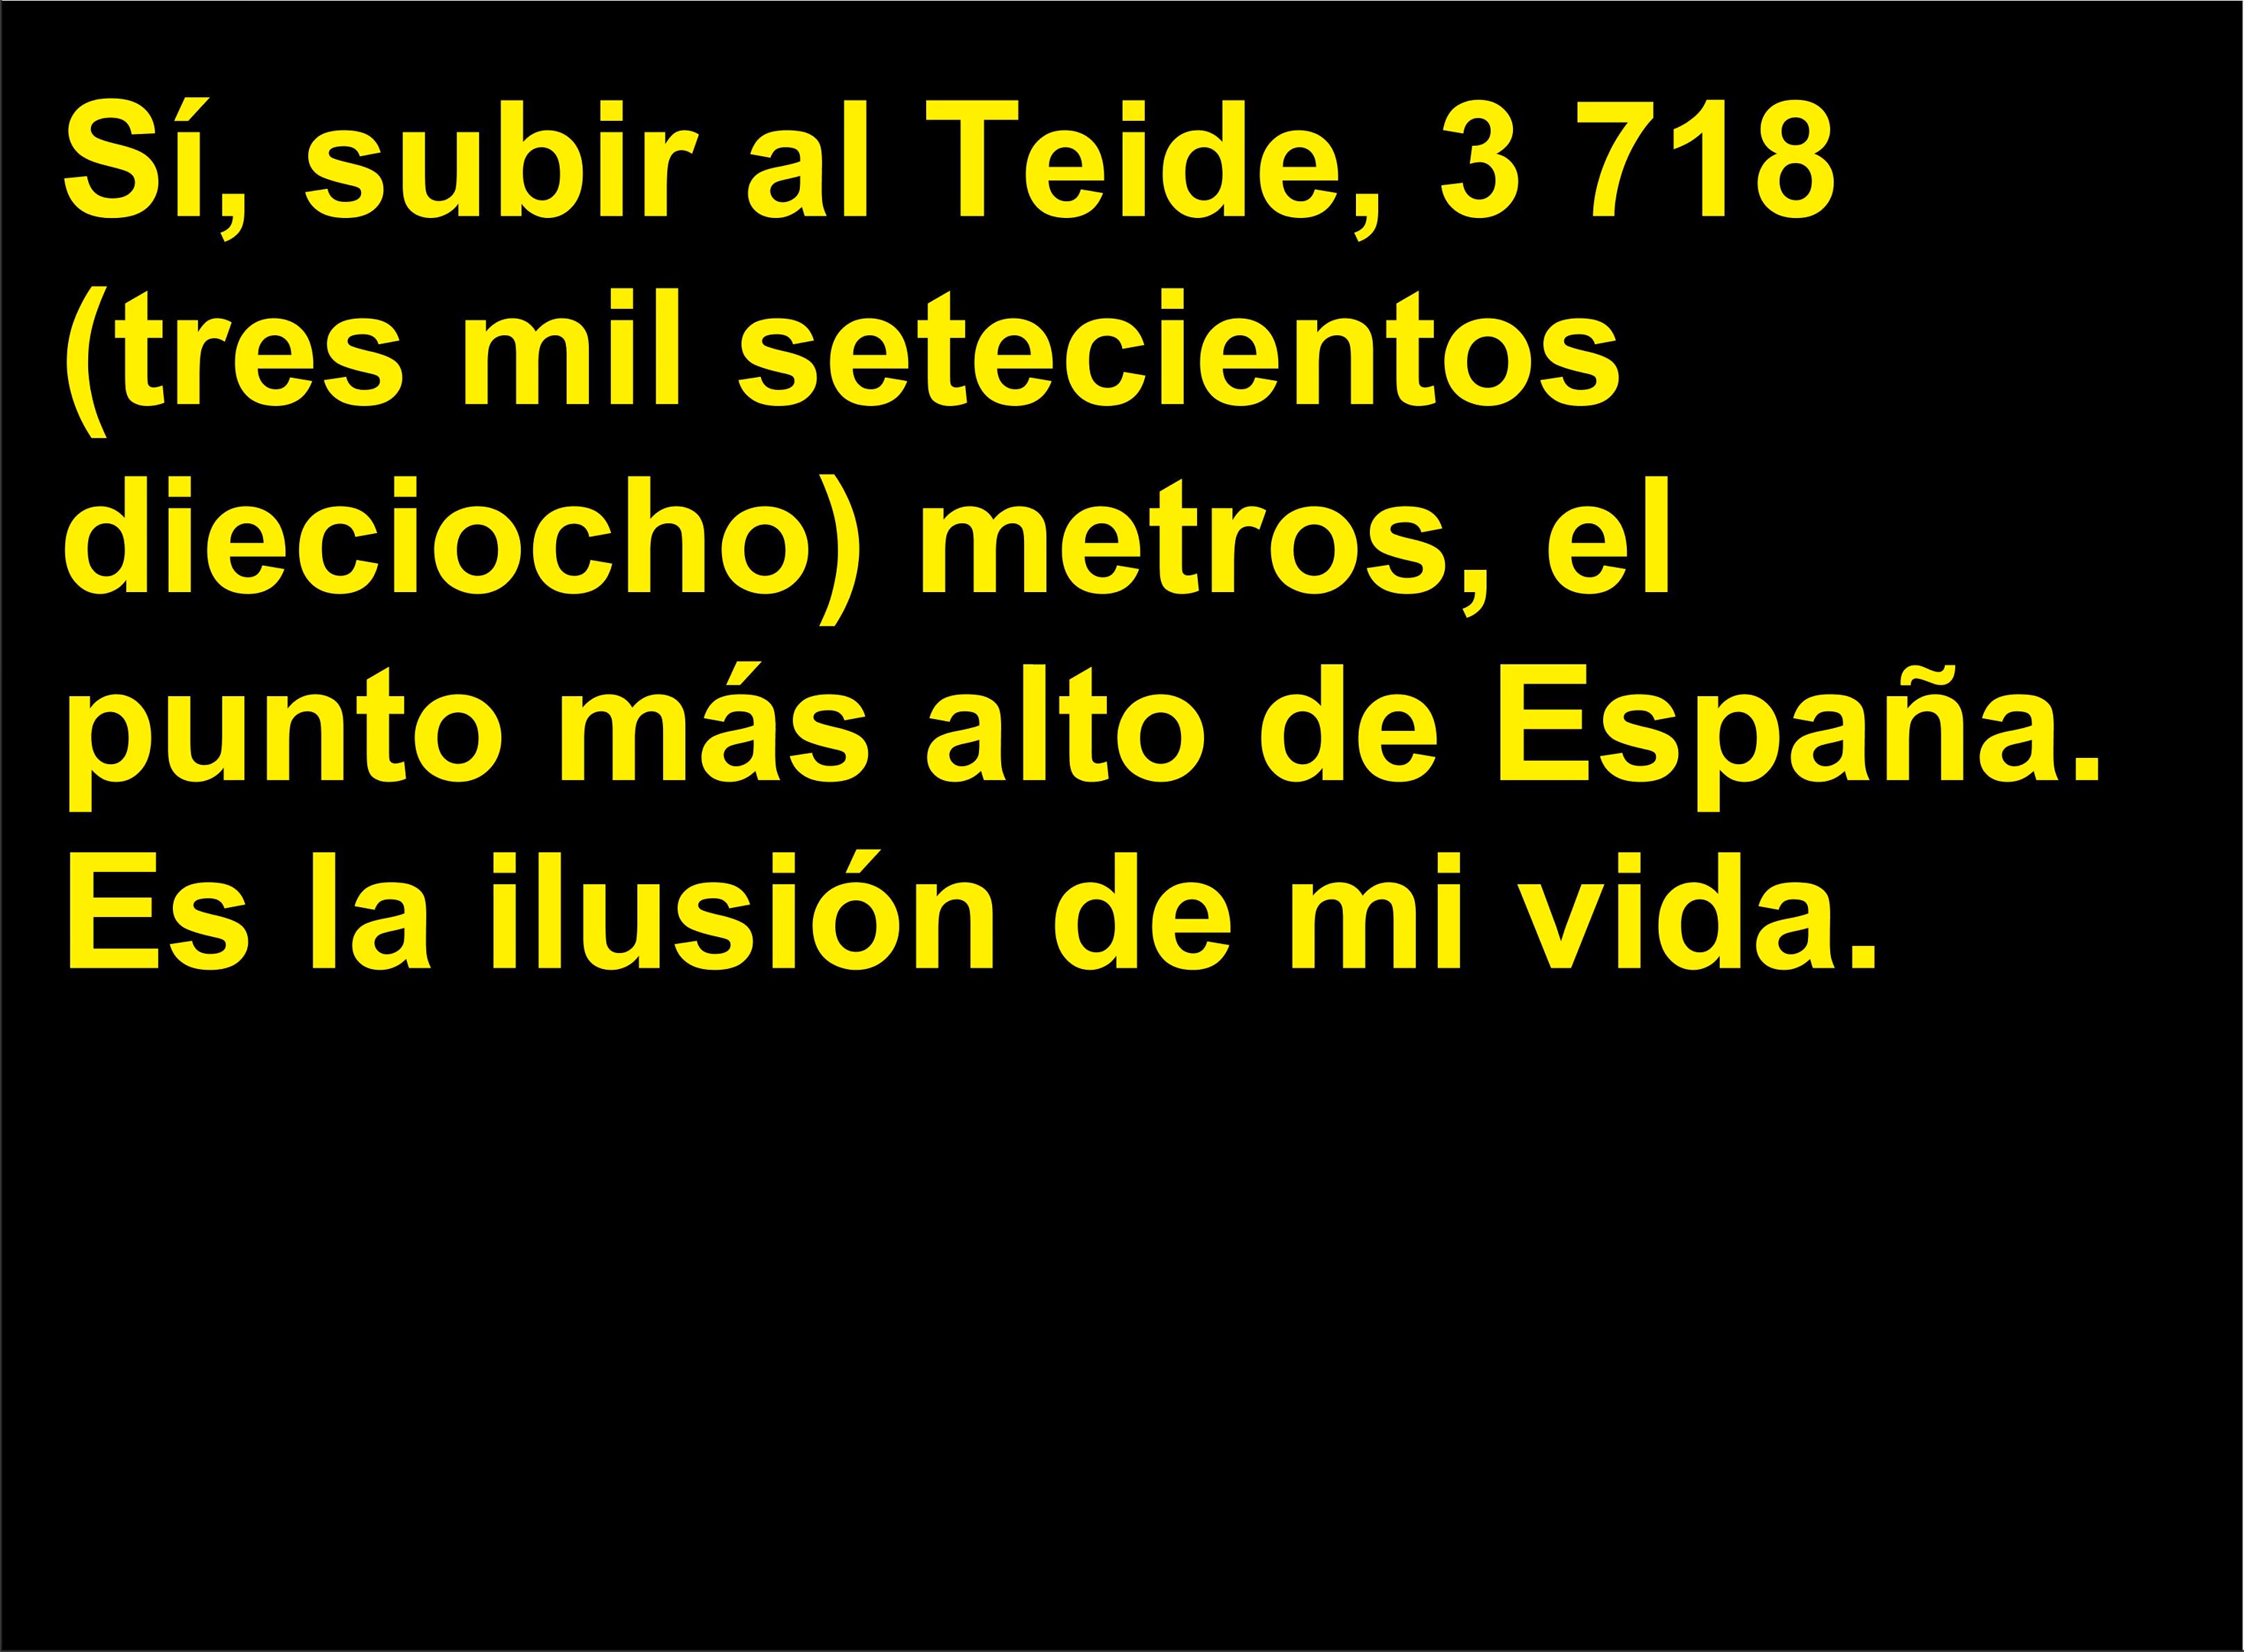 Sí, subir al Teide, 3 718
(tres mil setecientos
dieciocho) metros, el
punto más alto de España.
Es la ilusión de mi vida.